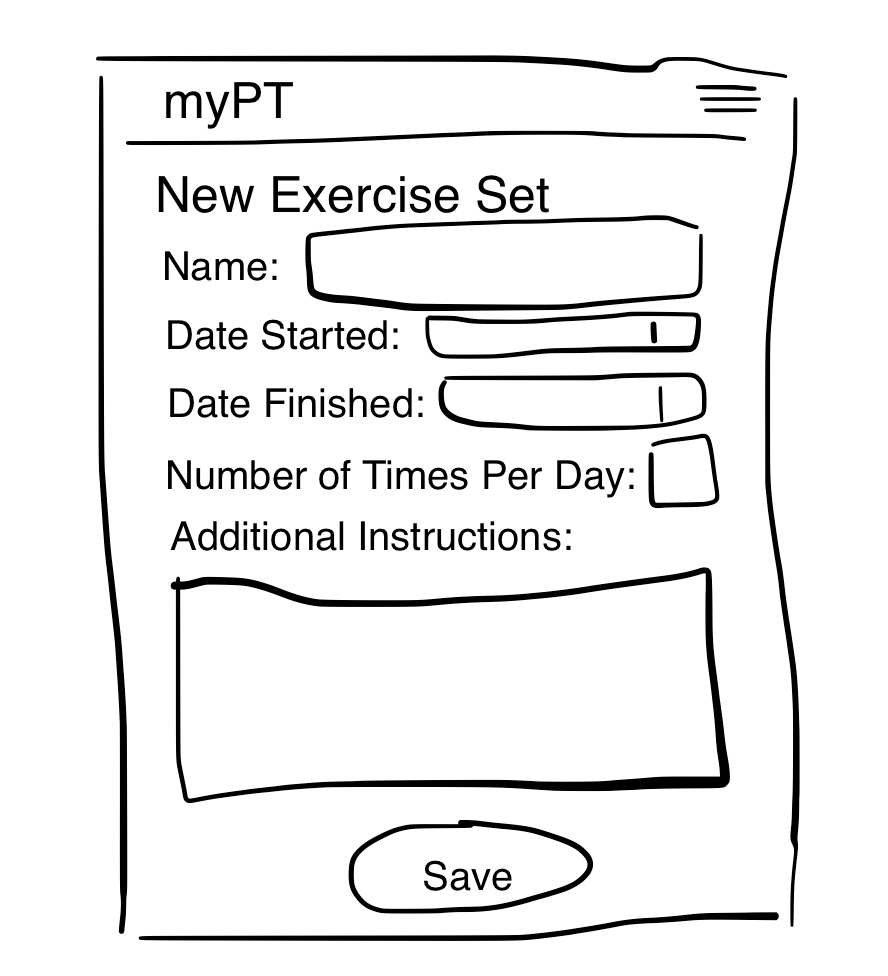 myPT
New Exercise Set
Name:
Date Started:
Date Finished:
Number of Times Per Day:
Additional Instructions:
Save